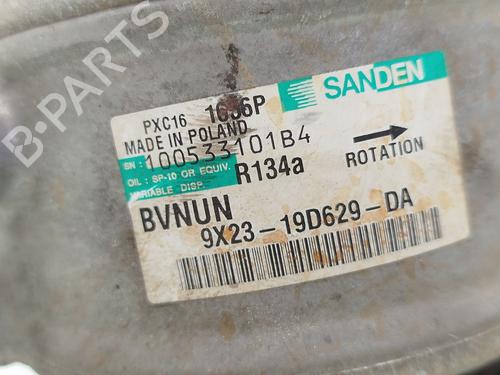 B-PARTS
SANDEN
PXC16 1686P
MADE IN POLAND
SN: 100533101B4
OIL: SP-10 OR EQUIV. R134a
VARIABLE DISP.
ROTATION
BVNUN
9X23-19D629-DA